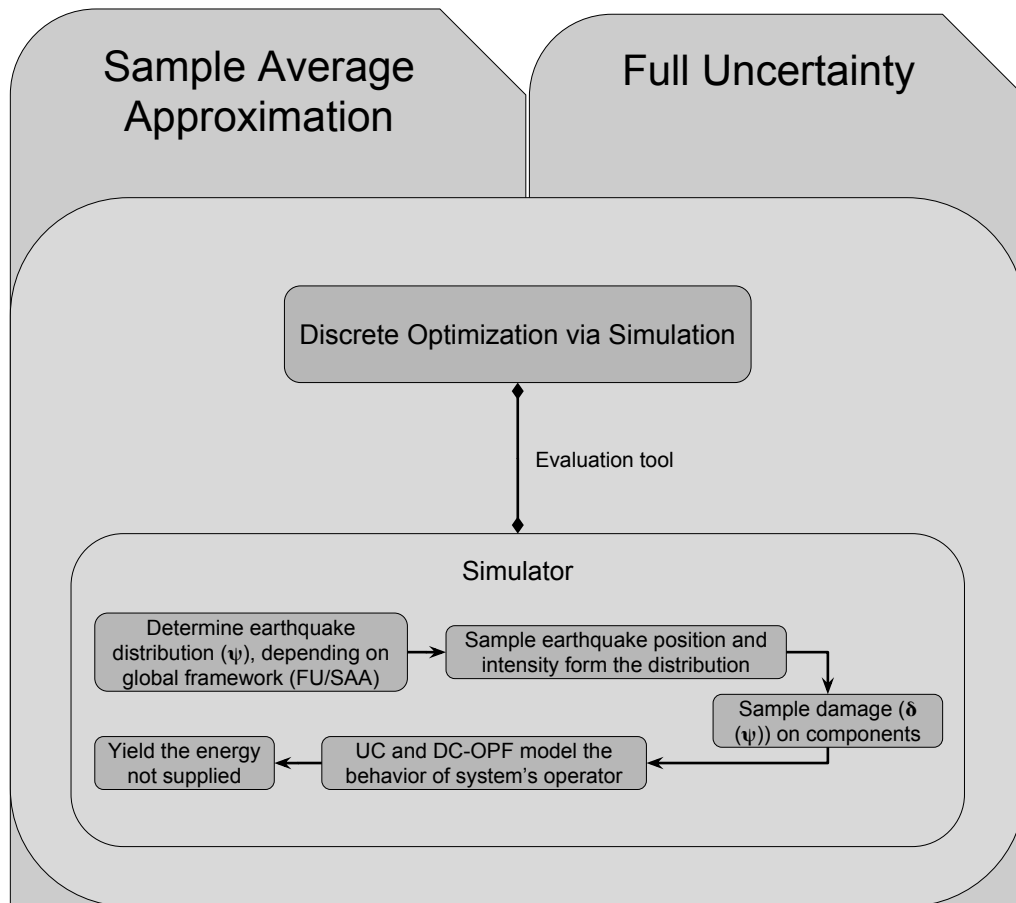 Sample Average
Approximation
Full Uncertainty
Discrete Optimization via Simulation
Evaluation tool
Simulator
Determine earthquake
distribution (ψ), depending on
global framework (FU/SAA)
Sample earthquake position and
intensity form the distribution
Sample damage (δ
(ψ)) on components
UC and DC-OPF model the
behavior of system's operator
Yield the energy
not supplied